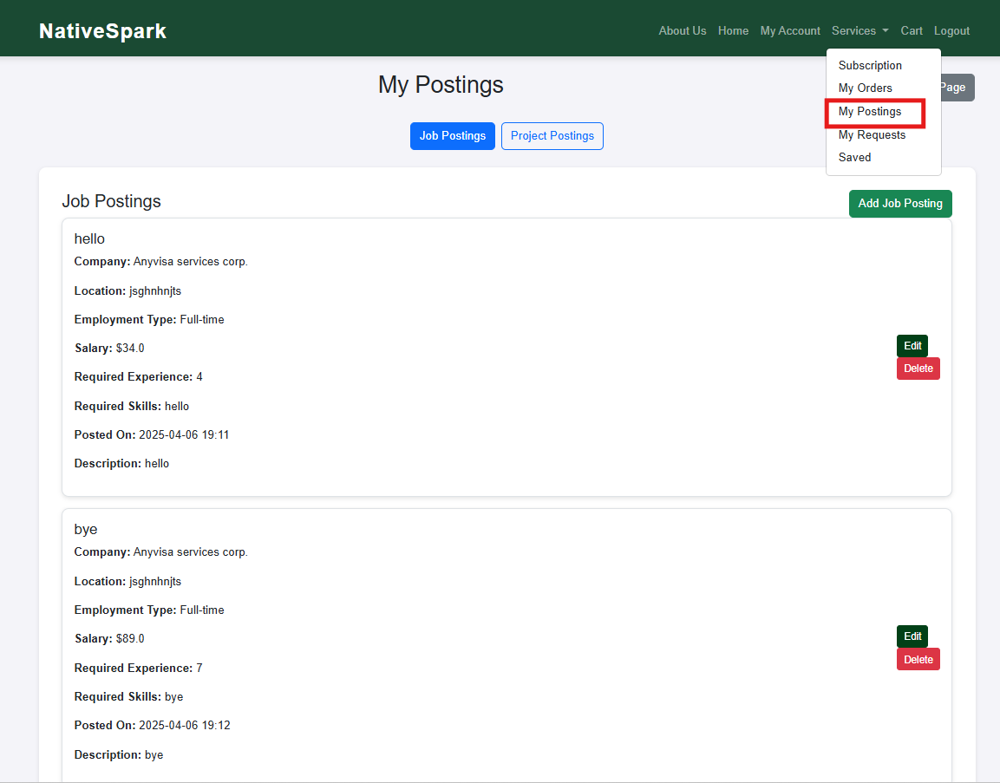 NativeSpark
About Us Home My Account Services Cart Logout
Subscription
My Orders
My Postings
My Requests
Saved
My Postings
Page
Job Postings Project Postings
Job Postings
Add Job Posting
hello
Company: Anyvisa services corp.
Location: jsghnhnjts
Employment Type: Full-time
Salary: $34.0
Required Experience: 4
Required Skills: hello
Posted On: 2025-04-06 19:11
Description: hello
Edit
Delete
bye
Company: Anyvisa services corp.
Location: jsghnhnjts
Employment Type: Full-time
Salary: $89.0
Required Experience: 7
Required Skills: bye
Posted On: 2025-04-06 19:12
Description: bye
Edit
Delete